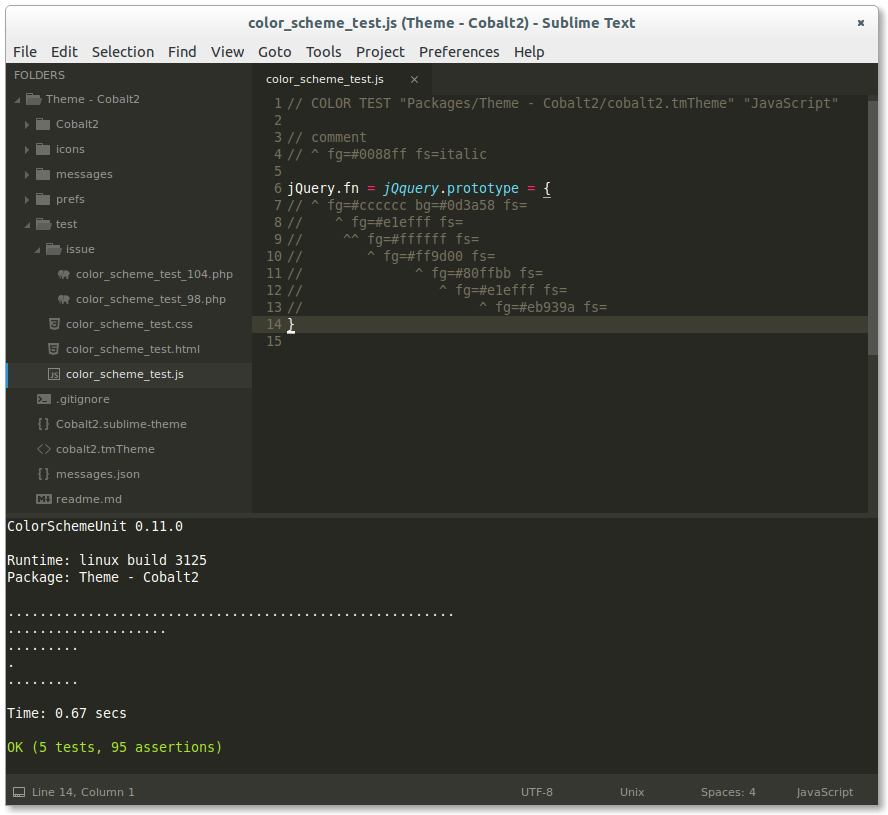 color_scheme_test.js (Theme - Cobalt2) - Sublime Text
File Edit Selection Find View Goto Tools Project Preferences Help
FOLDERS
Theme - Cobalt2
Cobalt2
icons
messages
prefs
test
issue
color_scheme_test_104.php
color_scheme_test_98.php
color_scheme_test.css
color_scheme_test.html
color_scheme_test.js
.gitignore
Cobalt2.sublime-theme
cobalt2.tmTheme
messages.json
readme.md
color_scheme_test.js ×
1 // COLOR TEST "Packages/Theme - Cobalt2/cobalt2.tmTheme" "JavaScript"
2
3 // comment
4 // ^ fg=#0088ff fs=italic
5
6 jQuery.fn = jQquery.prototype = {
7 // ^ fg=#cccccc bg=#0d3a58 fs=
8 //    ^ fg=#e1efff fs=
9 //     ^^ fg=#ffffff fs=
10 //        ^ fg=#ff9d00 fs=
11 //              ^ fg=#80ffbb fs=
12 //                 ^ fg=#e1efff fs=
13 //                      ^ fg=#eb939a fs=
14 }
15
ColorSchemeUnit 0.11.0
Runtime: linux build 3125
Package: Theme - Cobalt2
........................................................
....................
.........
.
.........
Time: 0.67 secs
OK (5 tests, 95 assertions)
Line 14, Column 1 UTF-8 Unix Spaces: 4 JavaScript